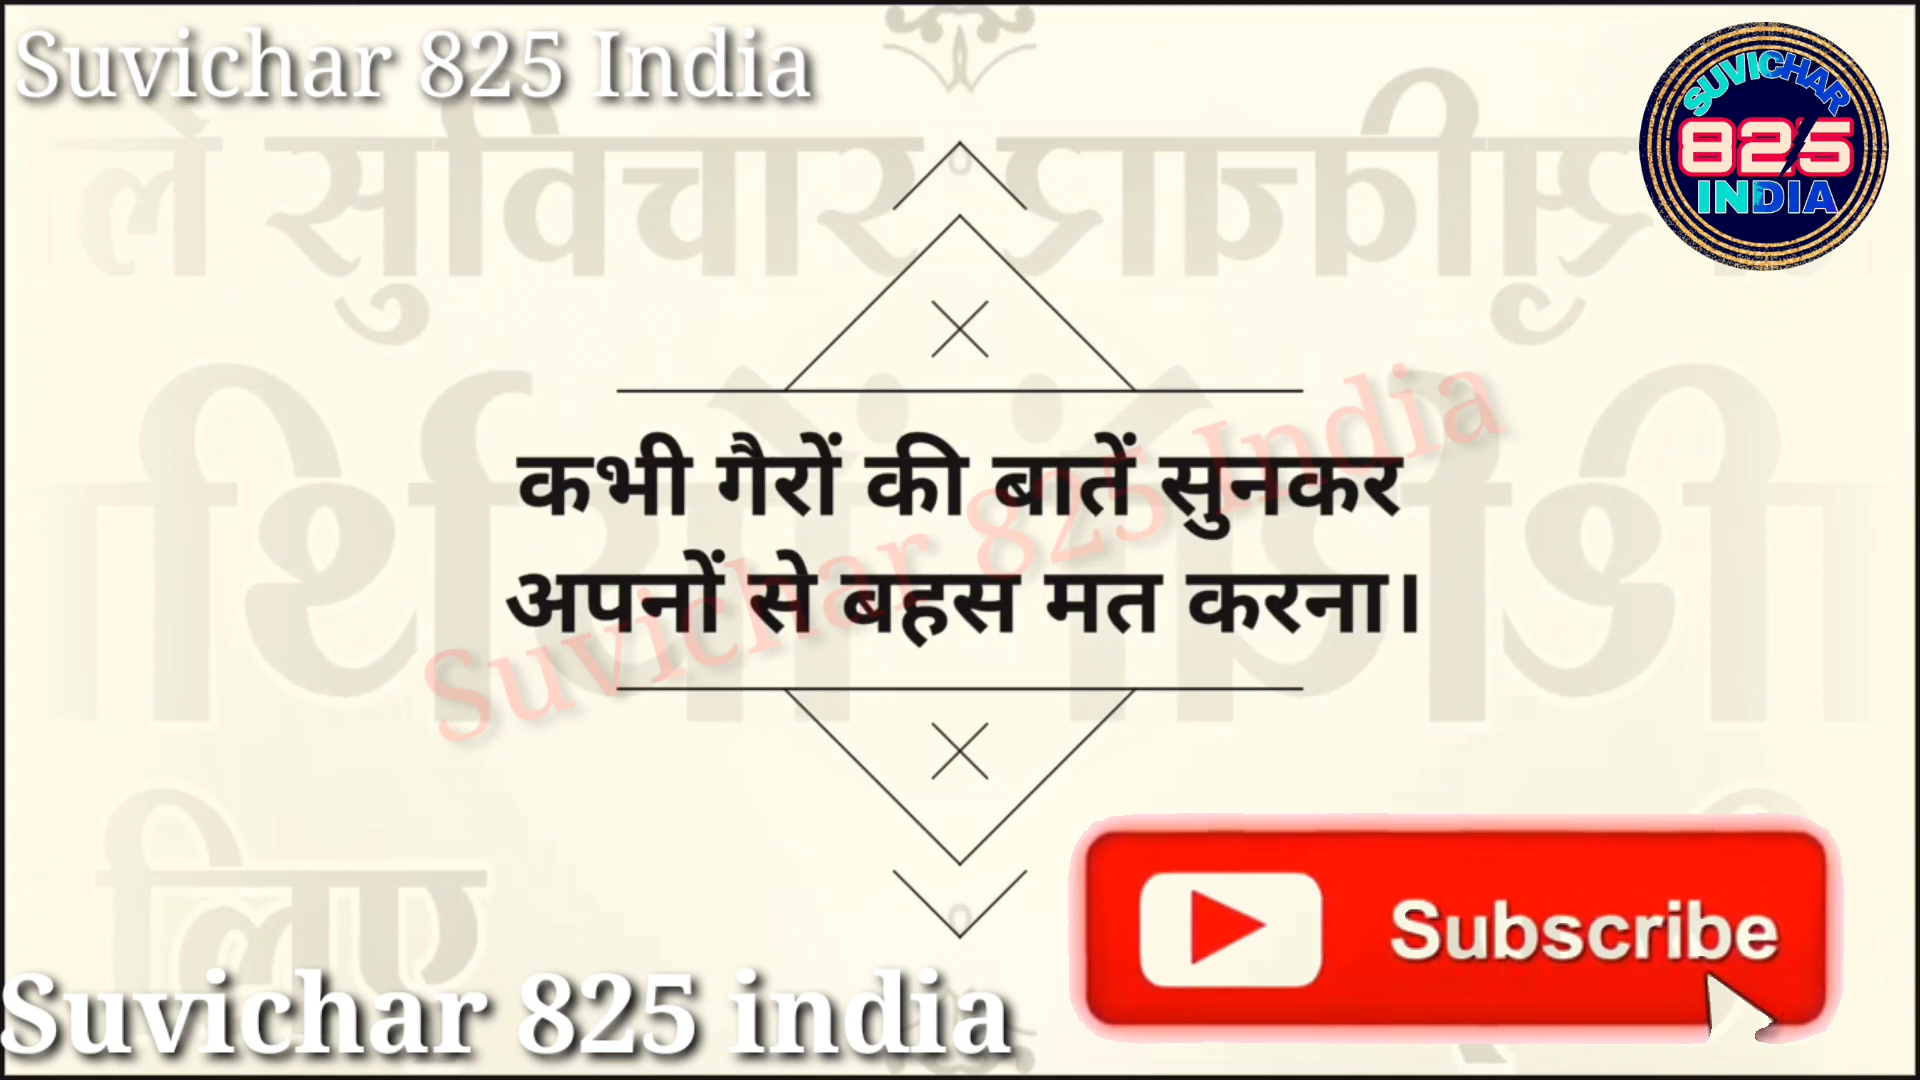 Suvichar 825 India
SUVICHAR
825
INDIA
सुविचार
कभी गैरों की बातें सुनकर
अपनों से बहस मत करना।
Suvichar 825 India
लिए
Subscribe
Suvichar 825 india